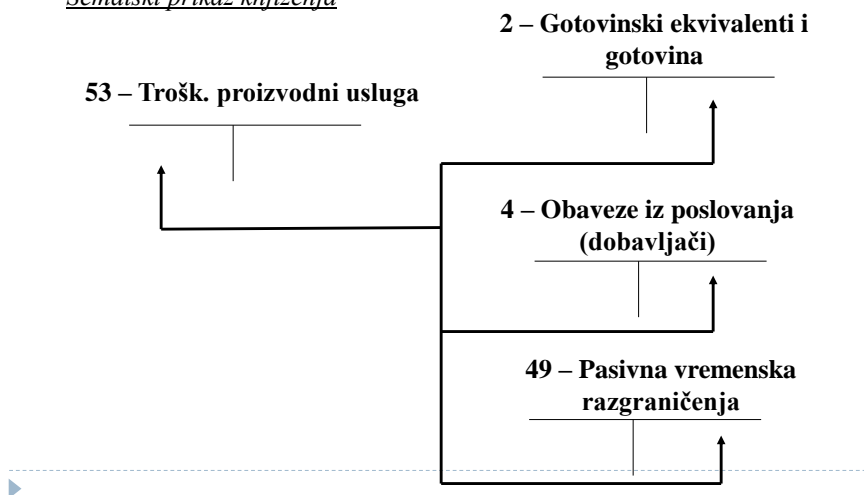 Šematski prikaz knjiženja
2 – Gotovinski ekvivalenti i
gotovina
53 – Trošk. proizvodni usluga
4 – Obaveze iz poslovanja
(dobavljači)
49 – Pasivna vremenska
razgraničenja